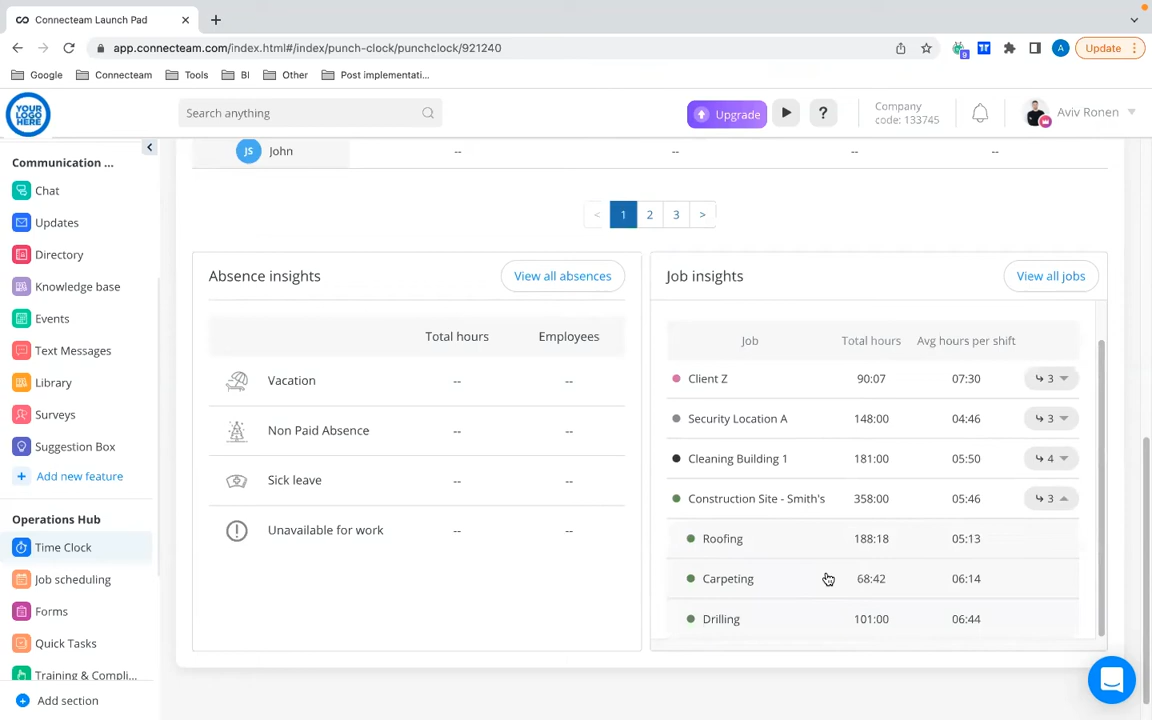 Connecteam Launch Pad
app.connecteam.com/index.html#/index/punch-clock/punchclock/921240
9
A
Update
Google
Connecteam
Tools
BI
Other
Post implementati...
YOUR LOGO HERE
Search anything
Upgrade
?
Company code: 133745
Aviv Ronen
Communication ...
Chat
Updates
Directory
Knowledge base
Events
Text Messages
Library
Surveys
Suggestion Box
+ Add new feature
Operations Hub
Time Clock
Job scheduling
Forms
Quick Tasks
Training & Compli...
Add section
JS John -- -- -- --
< 1 2 3 >
Absence insights
View all absences
Total hours Employees
Vacation -- --
Non Paid Absence -- --
Sick leave -- --
Unavailable for work -- --
Job insights
View all jobs
Job Total hours Avg hours per shift
Client Z 90:07 07:30 3
Security Location A 148:00 04:46 3
Cleaning Building 1 181:00 05:50 4
Construction Site - Smith's 358:00 05:46 3
Roofing 188:18 05:13
Carpeting 68:42 06:14
Drilling 101:00 06:44